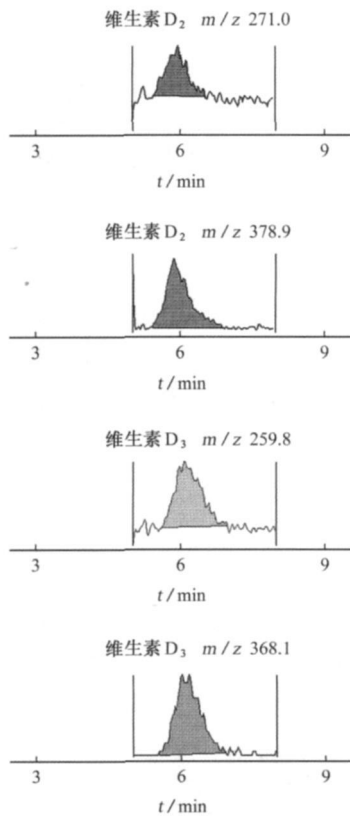 维生素 D₂ m/z 271.0
3 6 9
t/min
维生素 D₂ m/z 378.9
3 6 9
t/min
维生素 D₃ m/z 259.8
3 6 9
t/min
维生素 D₃ m/z 368.1
3 6 9
t/min